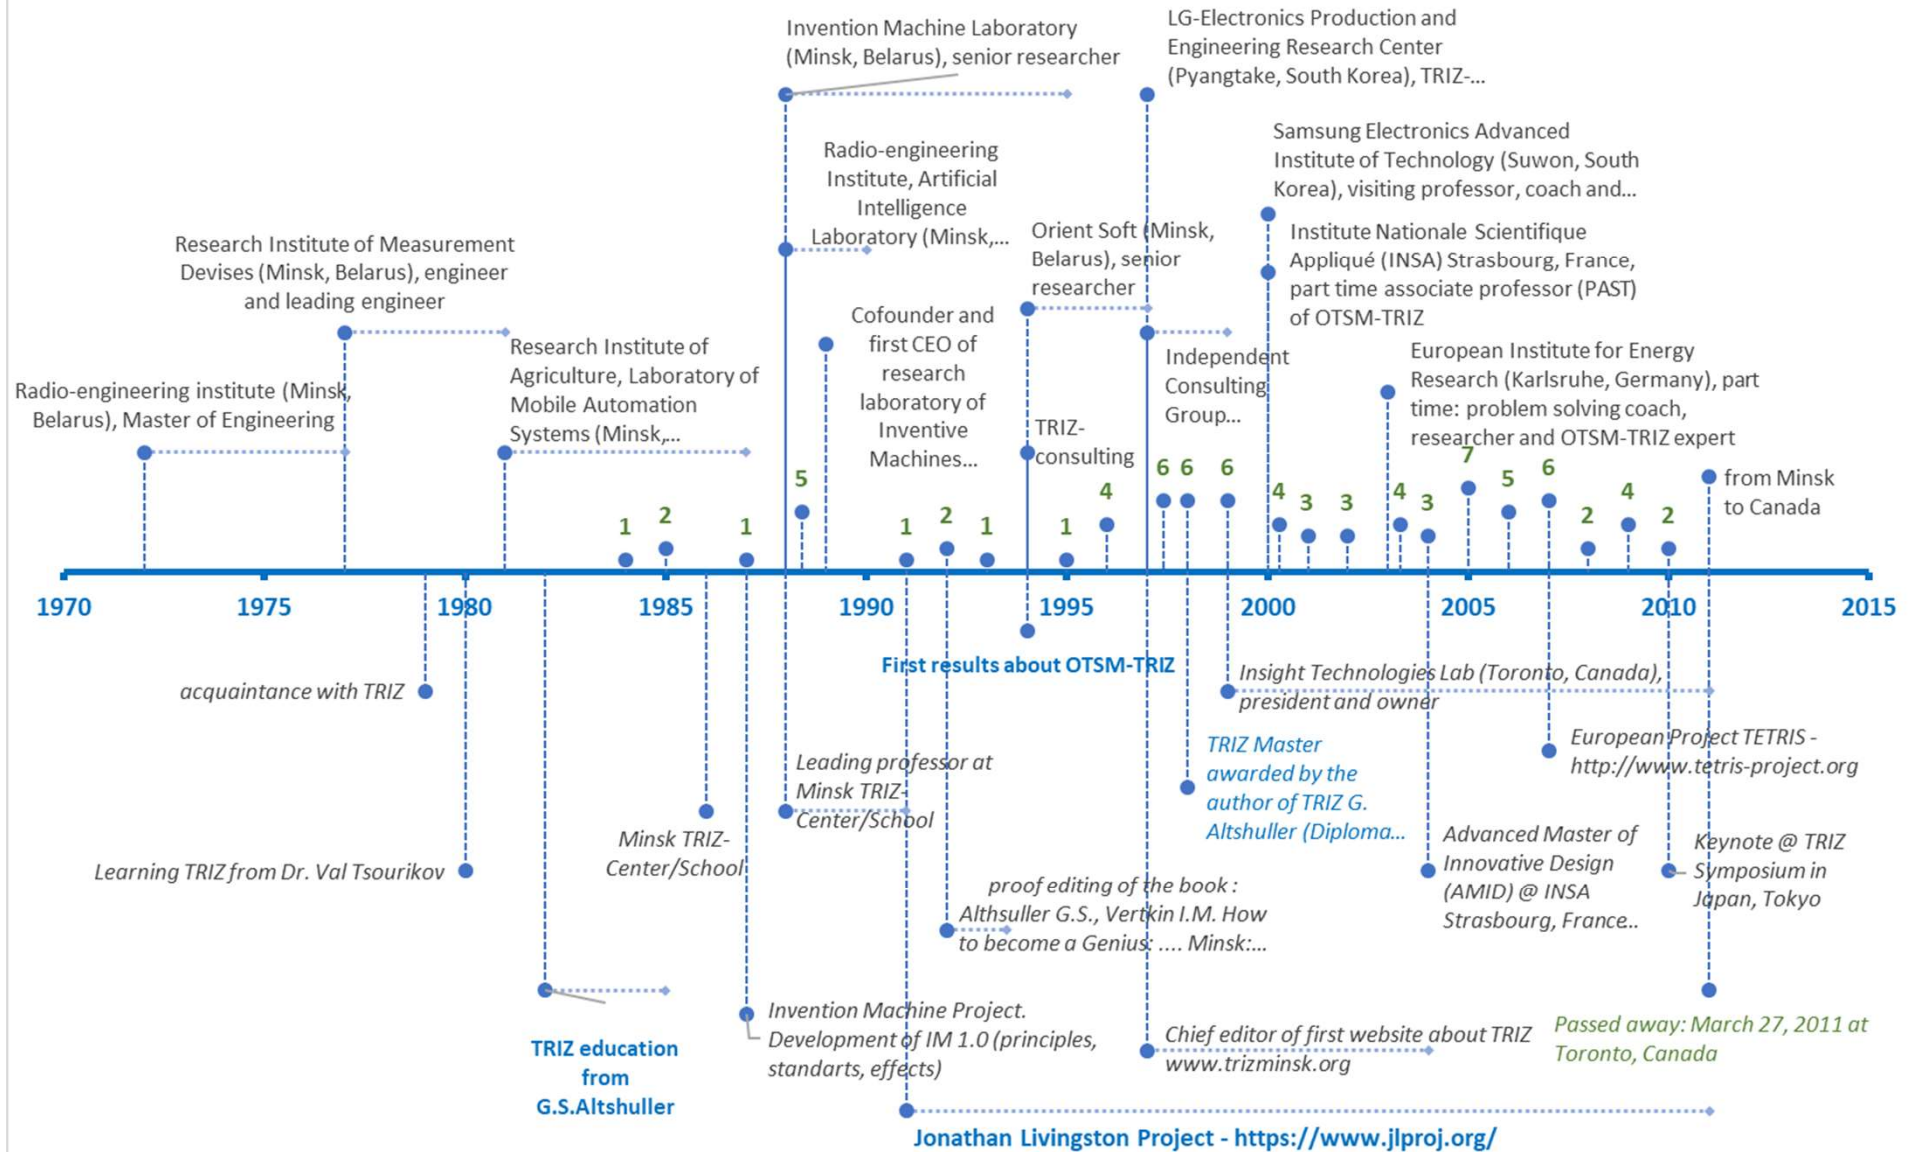 Invention Machine Laboratory
(Minsk, Belarus), senior researcher
LG-Electronics Production and
Engineering Research Center
(Pyangtake, South Korea), TRIZ-...
Samsung Electronics Advanced
Institute of Technology (Suwon, South
Korea), visiting professor, coach and...
Radio-engineering
Institute, Artificial
Intelligence
Laboratory (Minsk,...
Orient Soft (Minsk,
Belarus), senior
researcher
Institute Nationale Scientifique
Appliqué (INSA) Strasbourg, France,
part time associate professor (PAST)
of OTSM-TRIZ
Research Institute of Measurement
Devises (Minsk, Belarus), engineer
and leading engineer
Cofounder and
first CEO of
research
laboratory of
Inventive
Machines...
Research Institute of
Agriculture, Laboratory of
Mobile Automation
Systems (Minsk,...
Independent
Consulting
Group...
European Institute for Energy
Research (Karlsruhe, Germany), part
time: problem solving coach,
researcher and OTSM-TRIZ expert
Radio-engineering institute (Minsk,
Belarus), Master of Engineering
TRIZ-
consulting
from Minsk
to Canada
1 2 1 5 1 2 1 1 4 6 6 6 4 3 3 4 3 7 5 6 2 4 2
1970 1975 1980 1985 1990 1995 2000 2005 2010 2015
First results about OTSM-TRIZ
acquaintance with TRIZ
Insight Technologies Lab (Toronto, Canada),
president and owner
TRIZ Master
awarded by the
author of TRIZ G.
Altshuller (Diploma...
European Project TETRIS -
http://www.tetris-project.org
Leading professor at
Minsk TRIZ-
Center/School
Minsk TRIZ-
Center/School
Learning TRIZ from Dr. Val Tsourikov
Advanced Master of
Innovative Design
(AMID) @ INSA
Strasbourg, France...
Keynote @ TRIZ
Symposium in
Japan, Tokyo
proof editing of the book :
Althsuller G.S., Vertkin I.M. How
to become a Genius: .... Minsk:...
TRIZ education
from
G.S.Altshuller
Invention Machine Project.
Development of IM 1.0 (principles,
standarts, effects)
Chief editor of first website about TRIZ
www.trizminsk.org
Passed away: March 27, 2011 at
Toronto, Canada
Jonathan Livingston Project - https://www.jlproj.org/